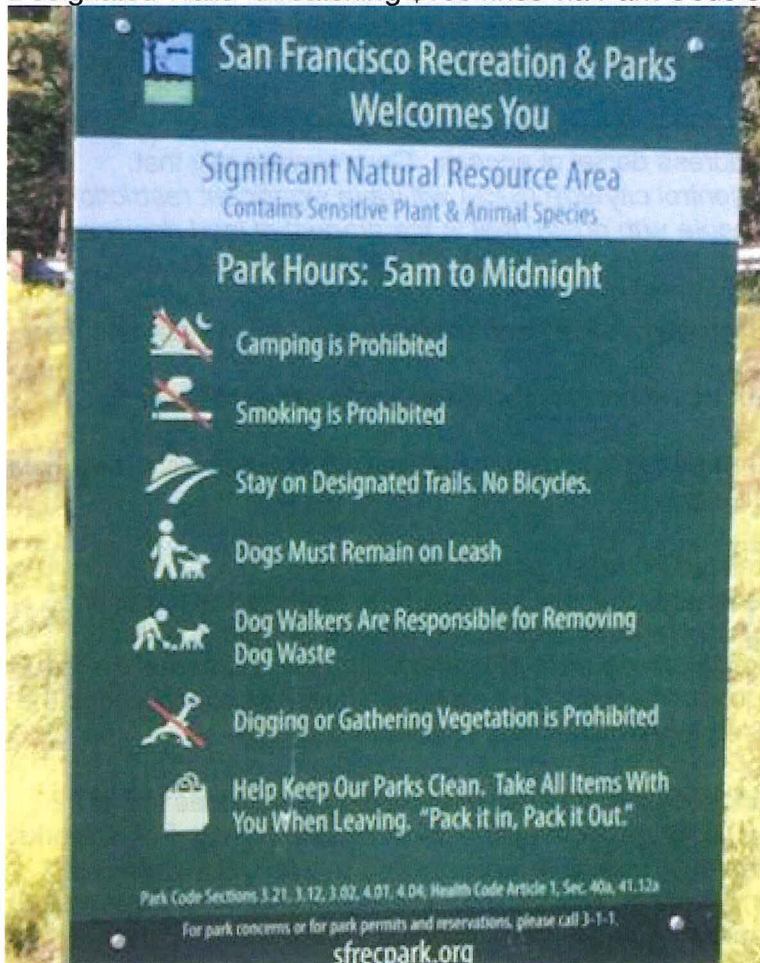 San Francisco Recreation & Parks
Welcomes You
Significant Natural Resource Area
Contains Sensitive Plant & Animal Species
Park Hours: 5am to Midnight
Camping is Prohibited
Smoking is Prohibited
Stay on Designated Trails. No Bicycles.
Dogs Must Remain on Leash
Dog Walkers Are Responsible for Removing
Dog Waste
Digging or Gathering Vegetation is Prohibited
Help Keep Our Parks Clean. Take All Items With
You When Leaving. "Pack it in, Pack it Out."
Park Code Sections 3.21, 3.12, 3.02, 4.01, 4.04, Health Code Article 1, Sec. 40a, 41.12a
For park concerns or for park permits and reservations, please call 3-1-1.
sfrecpark.org